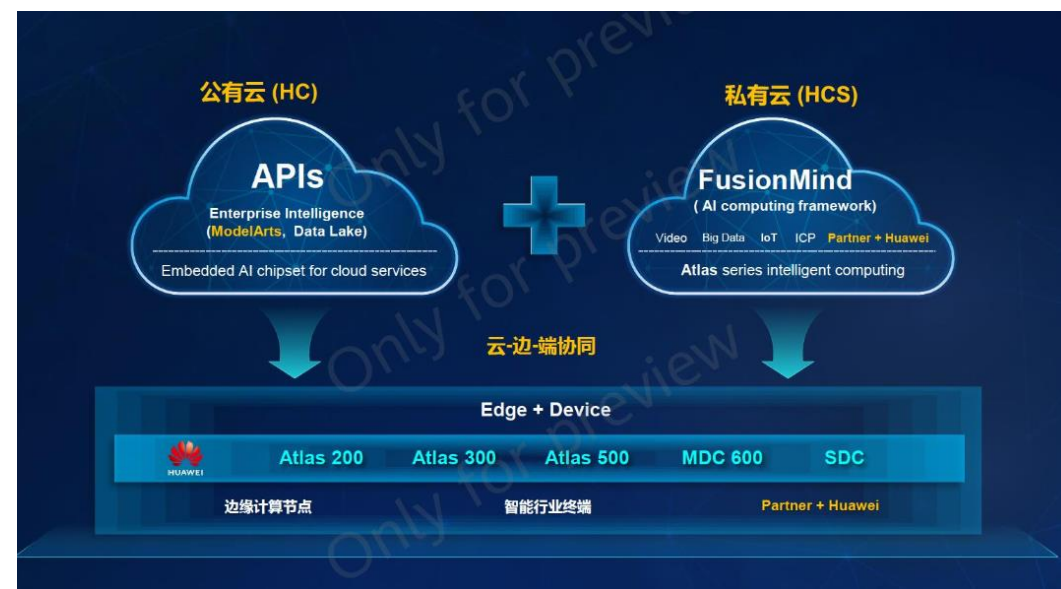 公有云 (HC)
私有云 (HCS)
APIs
Enterprise Intelligence
(ModelArts, Data Lake)
Embedded AI chipset for cloud services
FusionMind
( AI computing framework)
Video Big Data IoT ICP Partner + Huawei
Atlas series intelligent computing
云-边-端协同
Edge + Device
HUAWEI Atlas 200 Atlas 300 Atlas 500 MDC 600 SDC
边缘计算节点 智能行业终端 Partner + Huawei
Only for preview
Only for preview
Only for preview